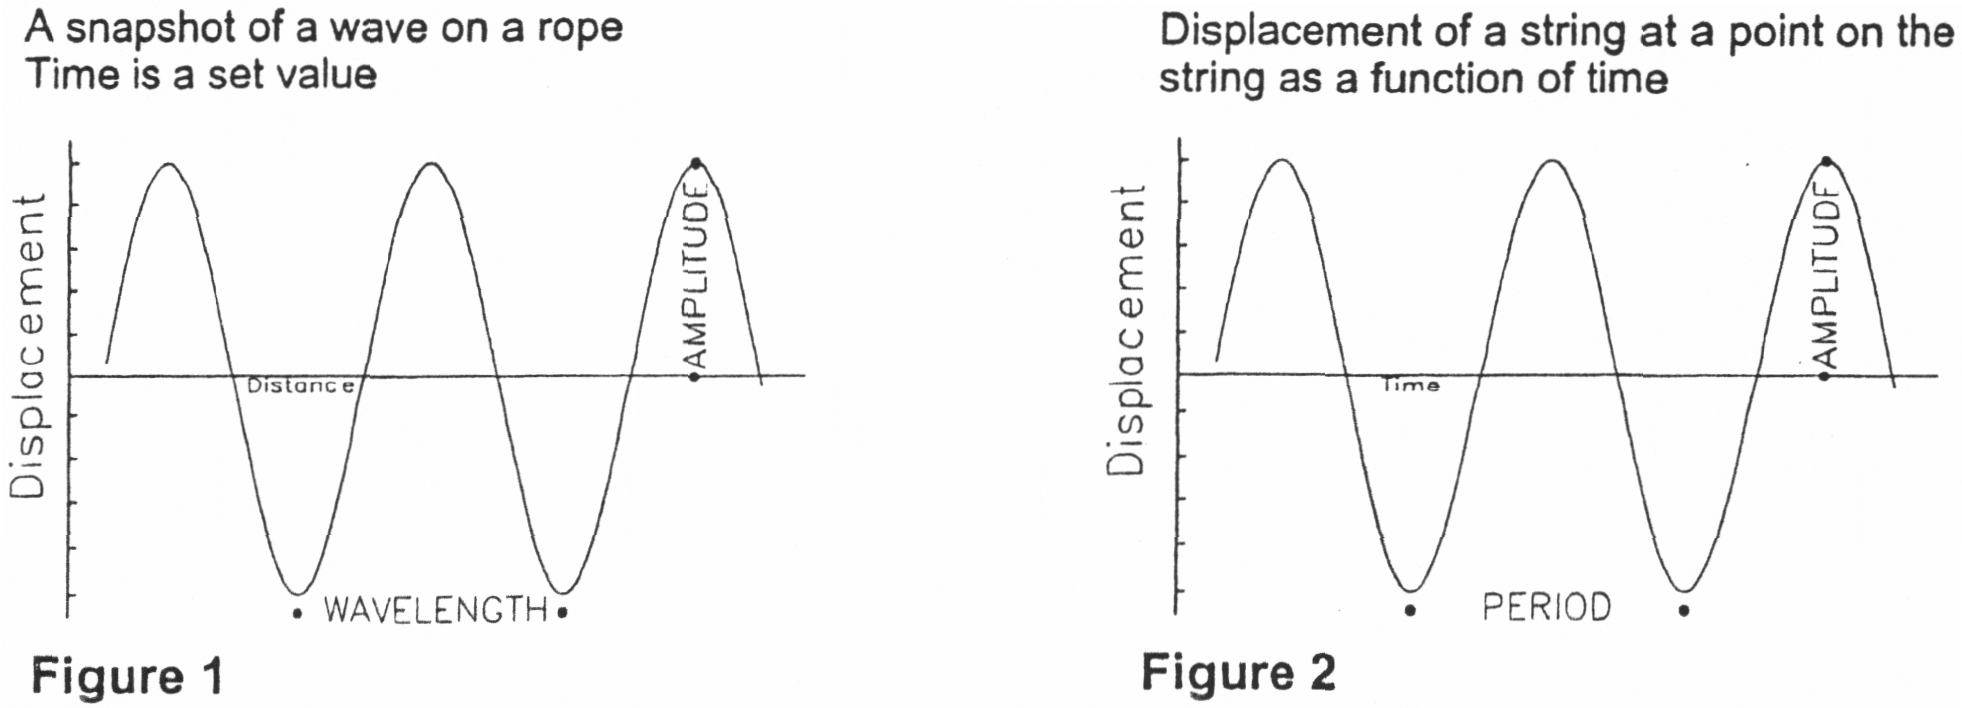 A snapshot of a wave on a rope
Time is a set value
Displacement
Distance
AMPLITUDE
WAVELENGTH
Figure 1
Displacement of a string at a point on the
string as a function of time
Displacement
Time
AMPLITUDE
PERIOD
Figure 2